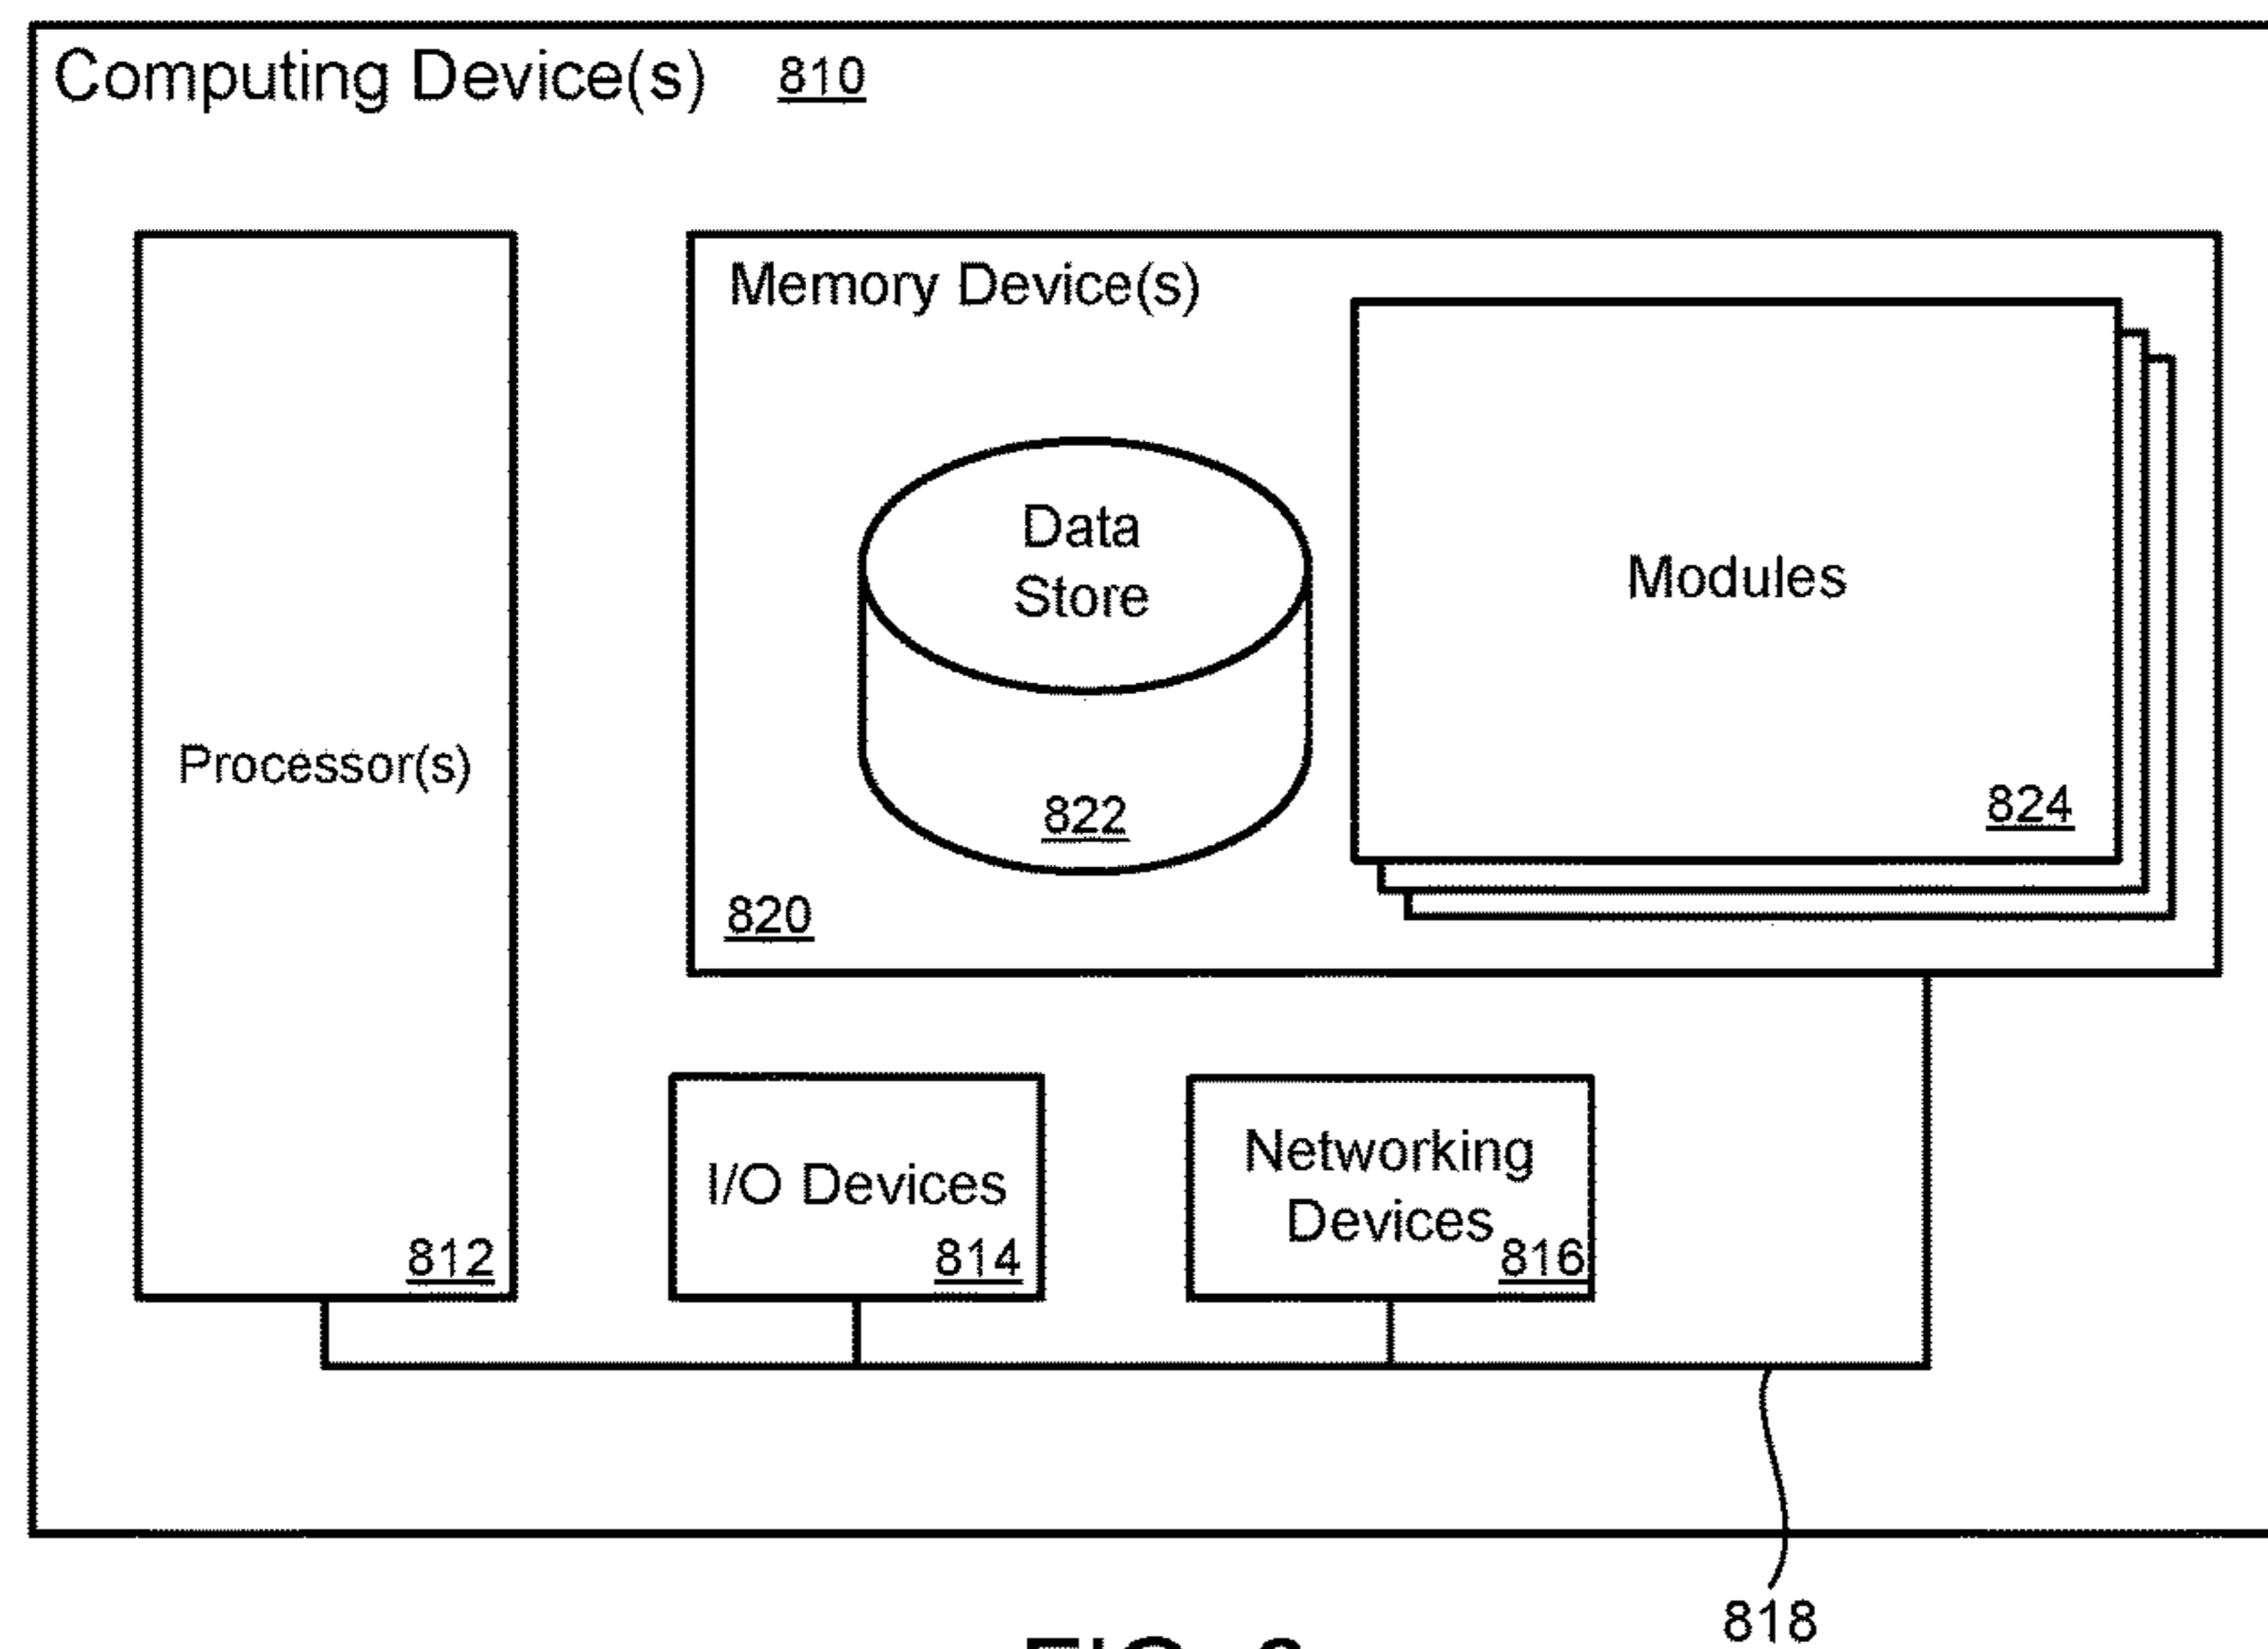 Computing Device(s) 810
Memory Device(s)
Data
Store
Modules
Processor(s)
822
824
820
I/O Devices
Networking
Devices
812
814
816
818